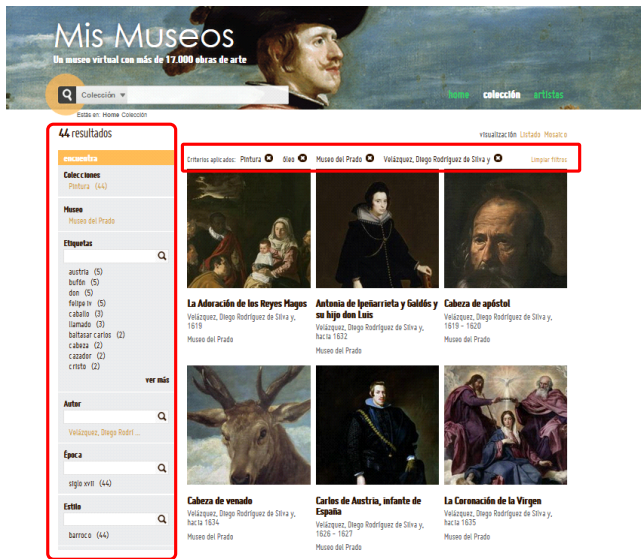 Mis Museos
Un museo virtual con más de 17.000 obras de arte
Colección
home colección artistas
Estás en: Home Colección
44 resultados
visualización Listado Mosaico
encuentra
Criterios aplicados: Pintura óleo Museo del Prado Velázquez, Diego Rodríguez de Silva y Limpiar filtros
Colecciones
Pintura (44)
Museo
Museo del Prado
Etiquetas
austria (5)
bufón (5)
don (5)
felipe iv (5)
caballo (3)
llamado (3)
baltasar carlos (2)
cabeza (2)
cazador (2)
cristo (2)
ver más
Autor
Velázquez, Diego Rodrí ...
Época
siglo xvii (44)
Estilo
barroco (44)
La Adoración de los Reyes Magos
Velázquez, Diego Rodríguez de Silva y,
1619
Museo del Prado
Antonia de Ipeñarrieta y Galdós y
su hijo don Luis
Velázquez, Diego Rodríguez de Silva y,
hacia 1632
Museo del Prado
Cabeza de apóstol
Velázquez, Diego Rodríguez de Silva y,
1619 - 1620
Museo del Prado
Cabeza de venado
Velázquez, Diego Rodríguez de Silva y,
hacia 1634
Museo del Prado
Carlos de Austria, infante de
España
Velázquez, Diego Rodríguez de Silva y,
1626 - 1627
Museo del Prado
La Coronación de la Virgen
Velázquez, Diego Rodríguez de Silva y,
hacia 1635
Museo del Prado